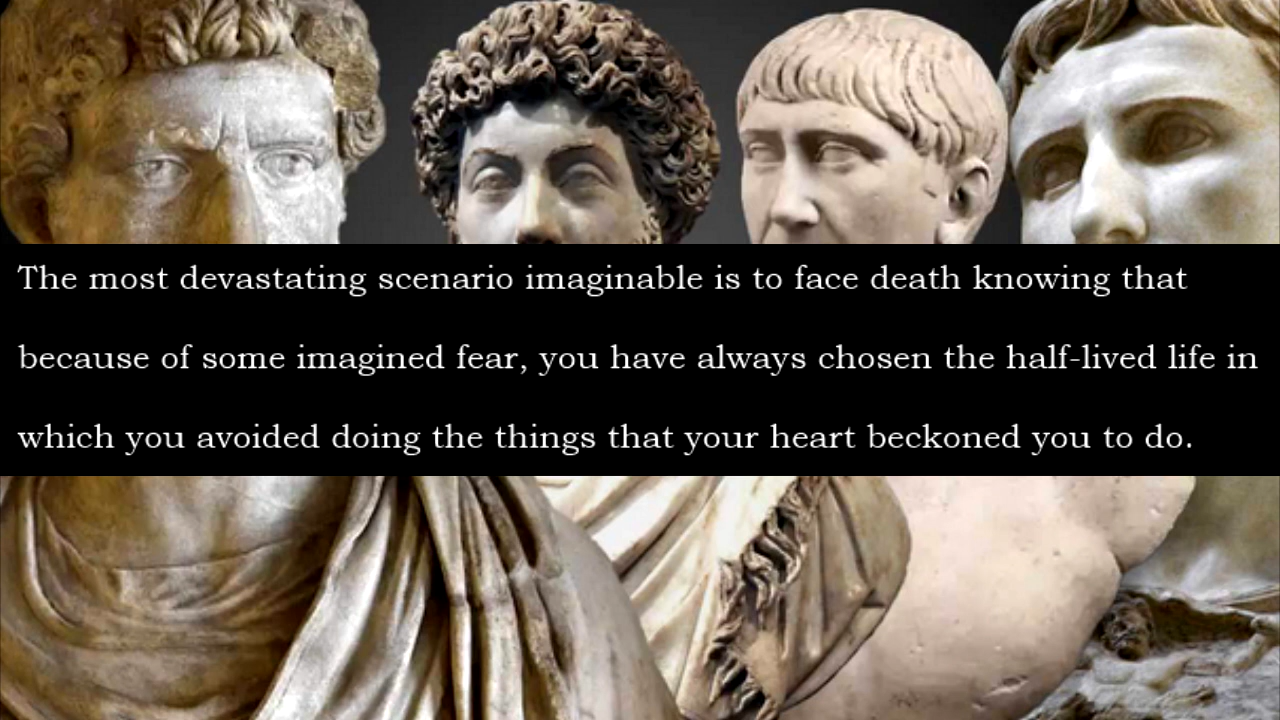 The most devastating scenario imaginable is to face death knowing that
because of some imagined fear, you have always chosen the half-lived life in
which you avoided doing the things that your heart beckoned you to do.